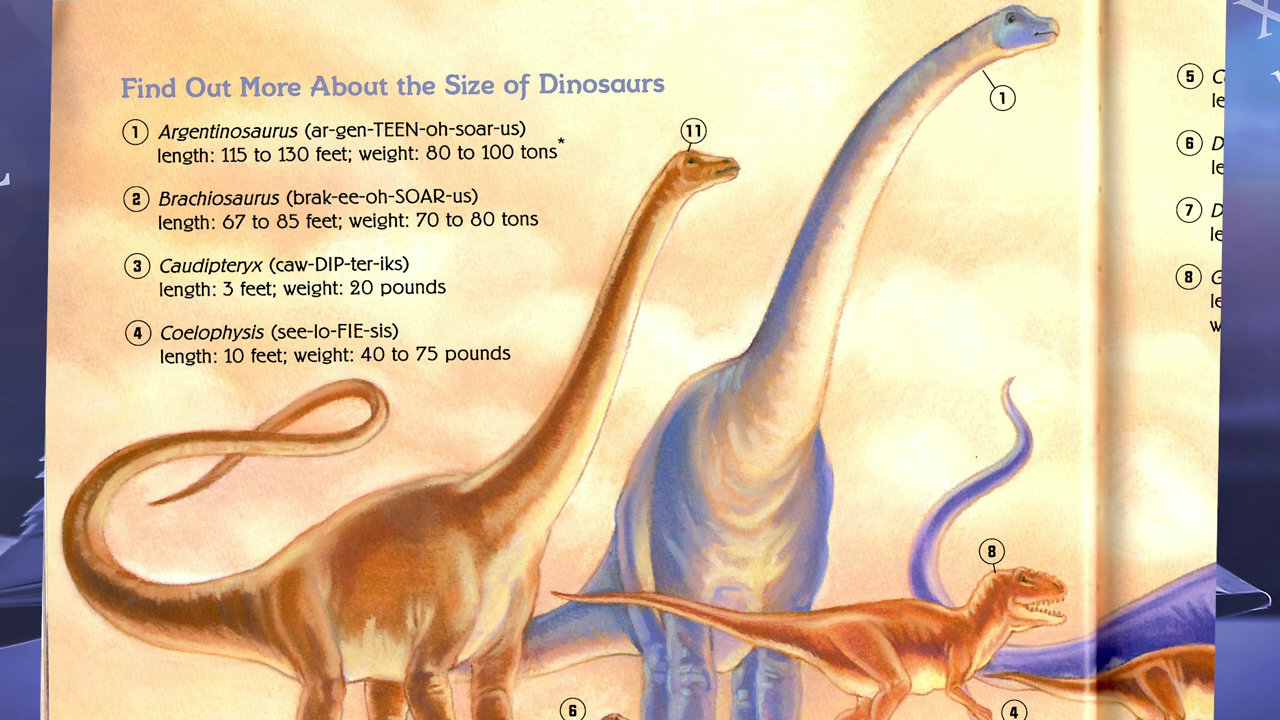 Find Out More About the Size of Dinosaurs
1 Argentinosaurus (ar-gen-TEEN-oh-soar-us)
length: 115 to 130 feet; weight: 80 to 100 tons*
2 Brachiosaurus (brak-ee-oh-SOAR-us)
length: 67 to 85 feet; weight: 70 to 80 tons
3 Caudipteryx (caw-DIP-ter-iks)
length: 3 feet; weight: 20 pounds
4 Coelophysis (see-lo-FIE-sis)
length: 10 feet; weight: 40 to 75 pounds
11
1
8
6
4
5
6
7
8